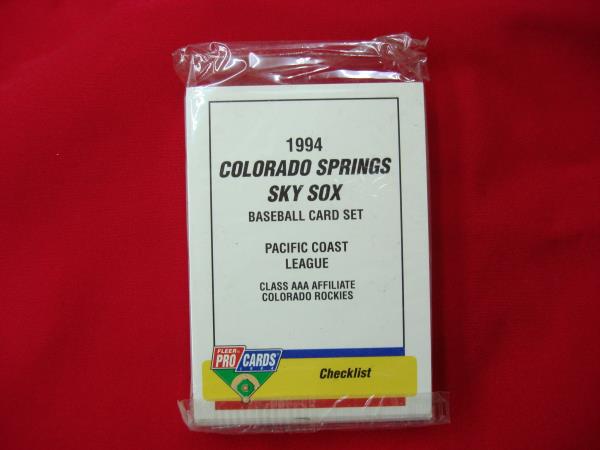 1994
COLORADO SPRINGS
SKY SOX
BASEBALL CARD SET
PACIFIC COAST
LEAGUE
CLASS AAA AFFILIATE
COLORADO ROCKIES
FLEER
PRO CARDS
1994
Checklist